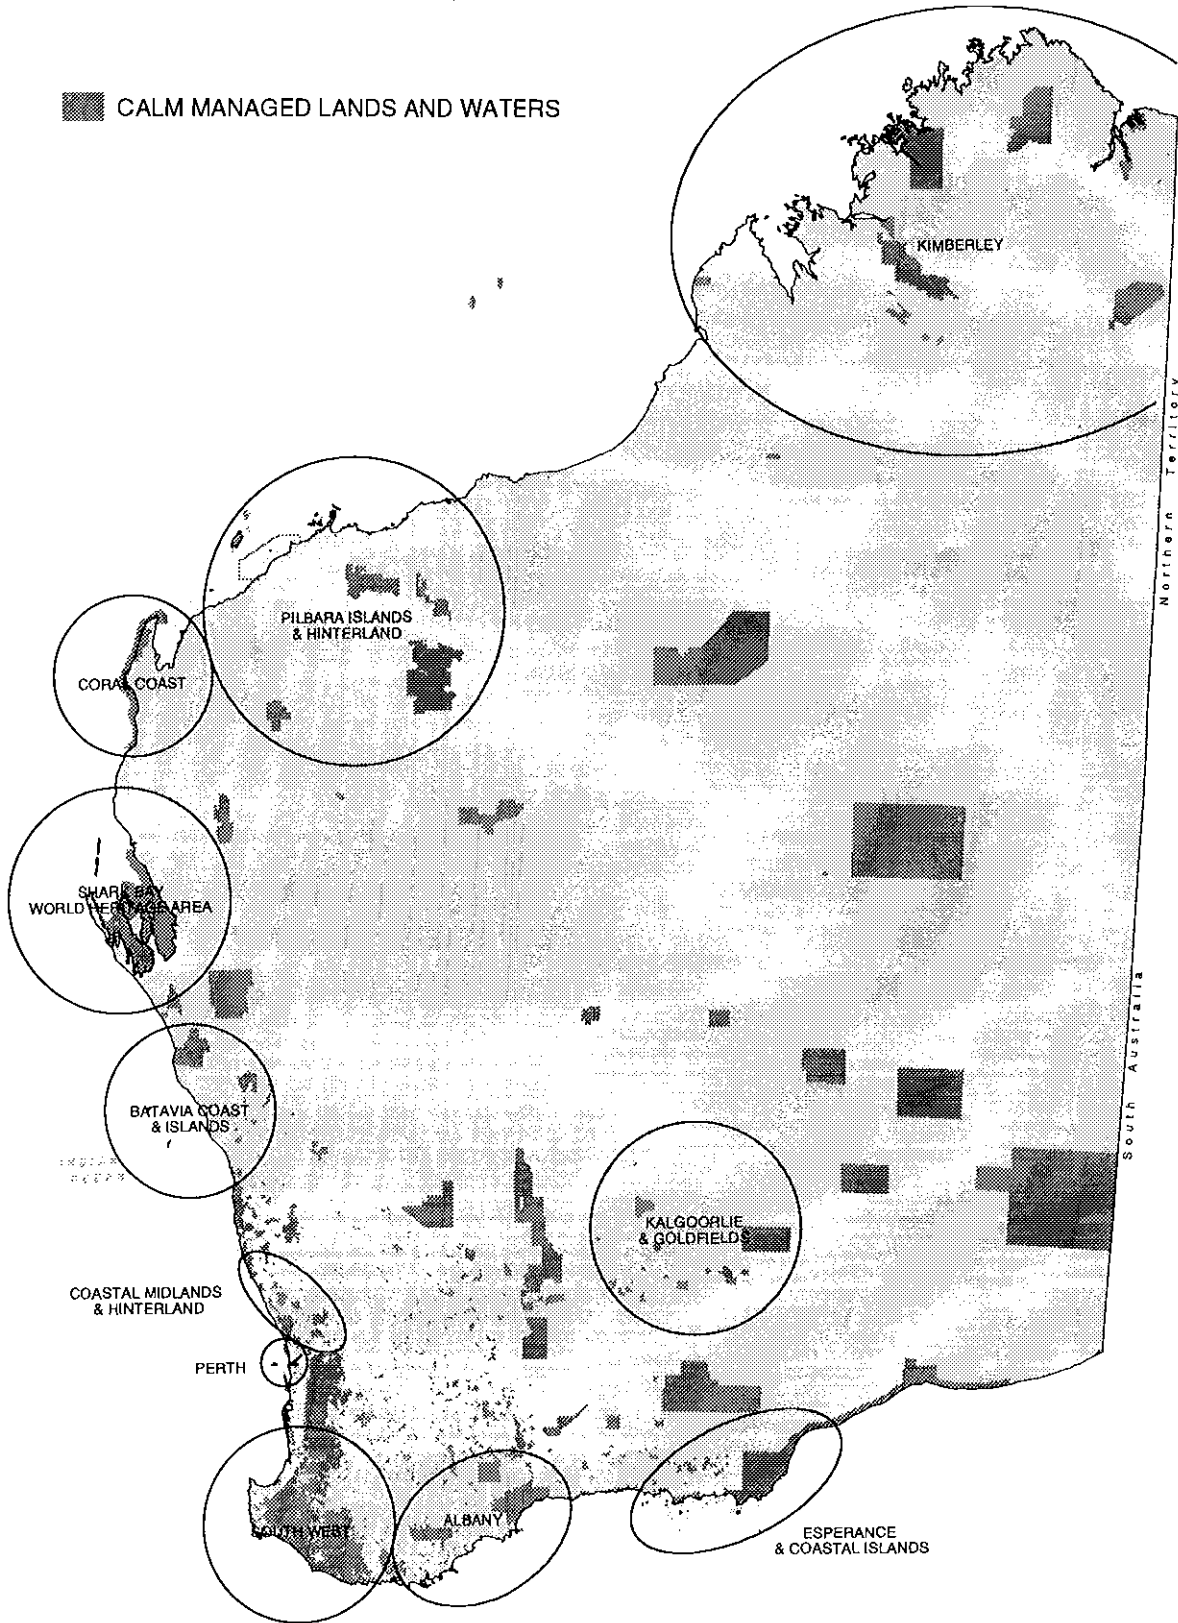 CALM MANAGED LANDS AND WATERS
KIMBERLEY
Northern Territory
PILBARA ISLANDS
& HINTERLAND
CORAL COAST
SHARK BAY
WORLD HERITAGE AREA
South Australia
BATAVIA COAST
& ISLANDS
KALGOORLIE
& GOLDFIELDS
COASTAL MIDLANDS
& HINTERLAND
PERTH
SOUTH WEST
ALBANY
ESPERANCE
& COASTAL ISLANDS